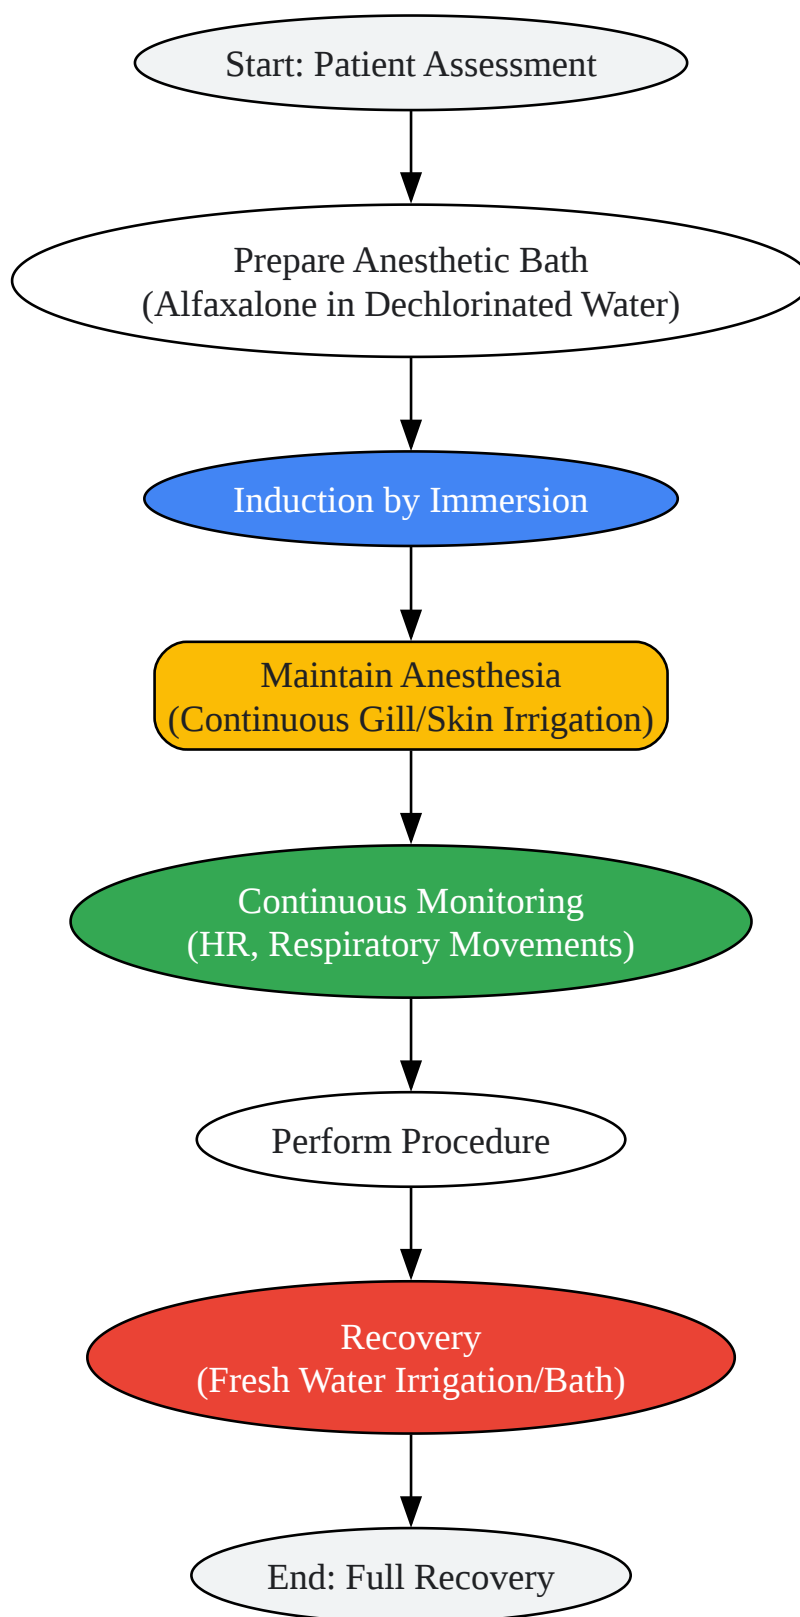 Start: Patient Assessment
Prepare Anesthetic Bath
(Alfaxalone in Dechlorinated Water)
Induction by Immersion
Maintain Anesthesia
(Continuous Gill/Skin Irrigation)
Continuous Monitoring
(HR, Respiratory Movements)
Perform Procedure
Recovery
(Fresh Water Irrigation/Bath)
End: Full Recovery